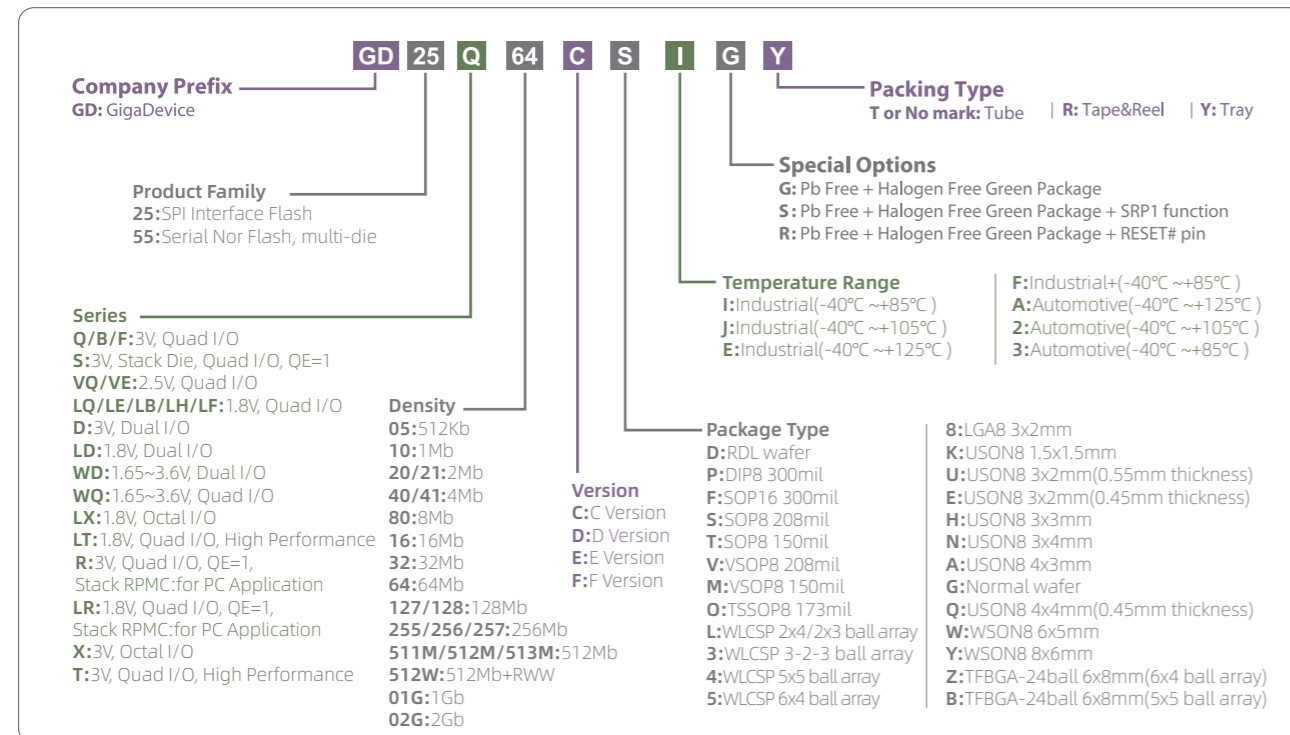 GD 25 Q 64 C S I G Y
Company Prefix
GD: GigaDevice
Packing Type
T or No mark: Tube | R: Tape&Reel | Y: Tray
Special Options
G: Pb Free + Halogen Free Green Package
S: Pb Free + Halogen Free Green Package + SRP1 function
R: Pb Free + Halogen Free Green Package + RESET# pin
Product Family
25:SPI Interface Flash
55:Serial Nor Flash, multi-die
Temperature Range
I:Industrial(-40℃ ~+85℃ )
J:Industrial(-40℃ ~+105℃ )
E:Industrial(-40℃ ~+125℃ )
F:Industrial+(-40℃ ~+85℃ )
A:Automotive(-40℃ ~+125℃ )
2:Automotive(-40℃ ~+105℃ )
3:Automotive(-40℃ ~+85℃ )
Series
Q/B/F:3V, Quad I/O
S:3V, Stack Die, Quad I/O, QE=1
VQ/VE:2.5V, Quad I/O
LQ/LE/LB/LH/LF:1.8V, Quad I/O
D:3V, Dual I/O
LD:1.8V, Dual I/O
WD:1.65~3.6V, Dual I/O
WQ:1.65~3.6V, Quad I/O
LX:1.8V, Octal I/O
LT:1.8V, Quad I/O, High Performance
R:3V, Quad I/O, QE=1,
Stack RPMC:for PC Application
LR:1.8V, Quad I/O, QE=1,
Stack RPMC:for PC Application
X:3V, Octal I/O
T:3V, Quad I/O, High Performance
Density
05:512Kb
10:1Mb
20/21:2Mb
40/41:4Mb
80:8Mb
16:16Mb
32:32Mb
64:64Mb
127/128:128Mb
255/256/257:256Mb
511M/512M/513M:512Mb
512W:512Mb+RWW
01G:1Gb
02G:2Gb
Version
C:C Version
D:D Version
E:E Version
F:F Version
Package Type
D:RDL wafer
P:DIP8 300mil
F:SOP16 300mil
S:SOP8 208mil
T:SOP8 150mil
V:VSOP8 208mil
M:VSOP8 150mil
O:TSSOP8 173mil
L:WLCSP 2x4/2x3 ball array
3:WLCSP 3-2-3 ball array
4:WLCSP 5x5 ball array
5:WLCSP 6x4 ball array
8:LGA8 3x2mm
K:USON8 1.5x1.5mm
U:USON8 3x2mm(0.55mm thickness)
E:USON8 3x2mm(0.45mm thickness)
H:USON8 3x3mm
N:USON8 3x4mm
A:USON8 4x3mm
G:Normal wafer
Q:USON8 4x4mm(0.45mm thickness)
W:WSON8 6x5mm
Y:WSON8 8x6mm
Z:TFBGA-24ball 6x8mm(6x4 ball array)
B:TFBGA-24ball 6x8mm(5x5 ball array)